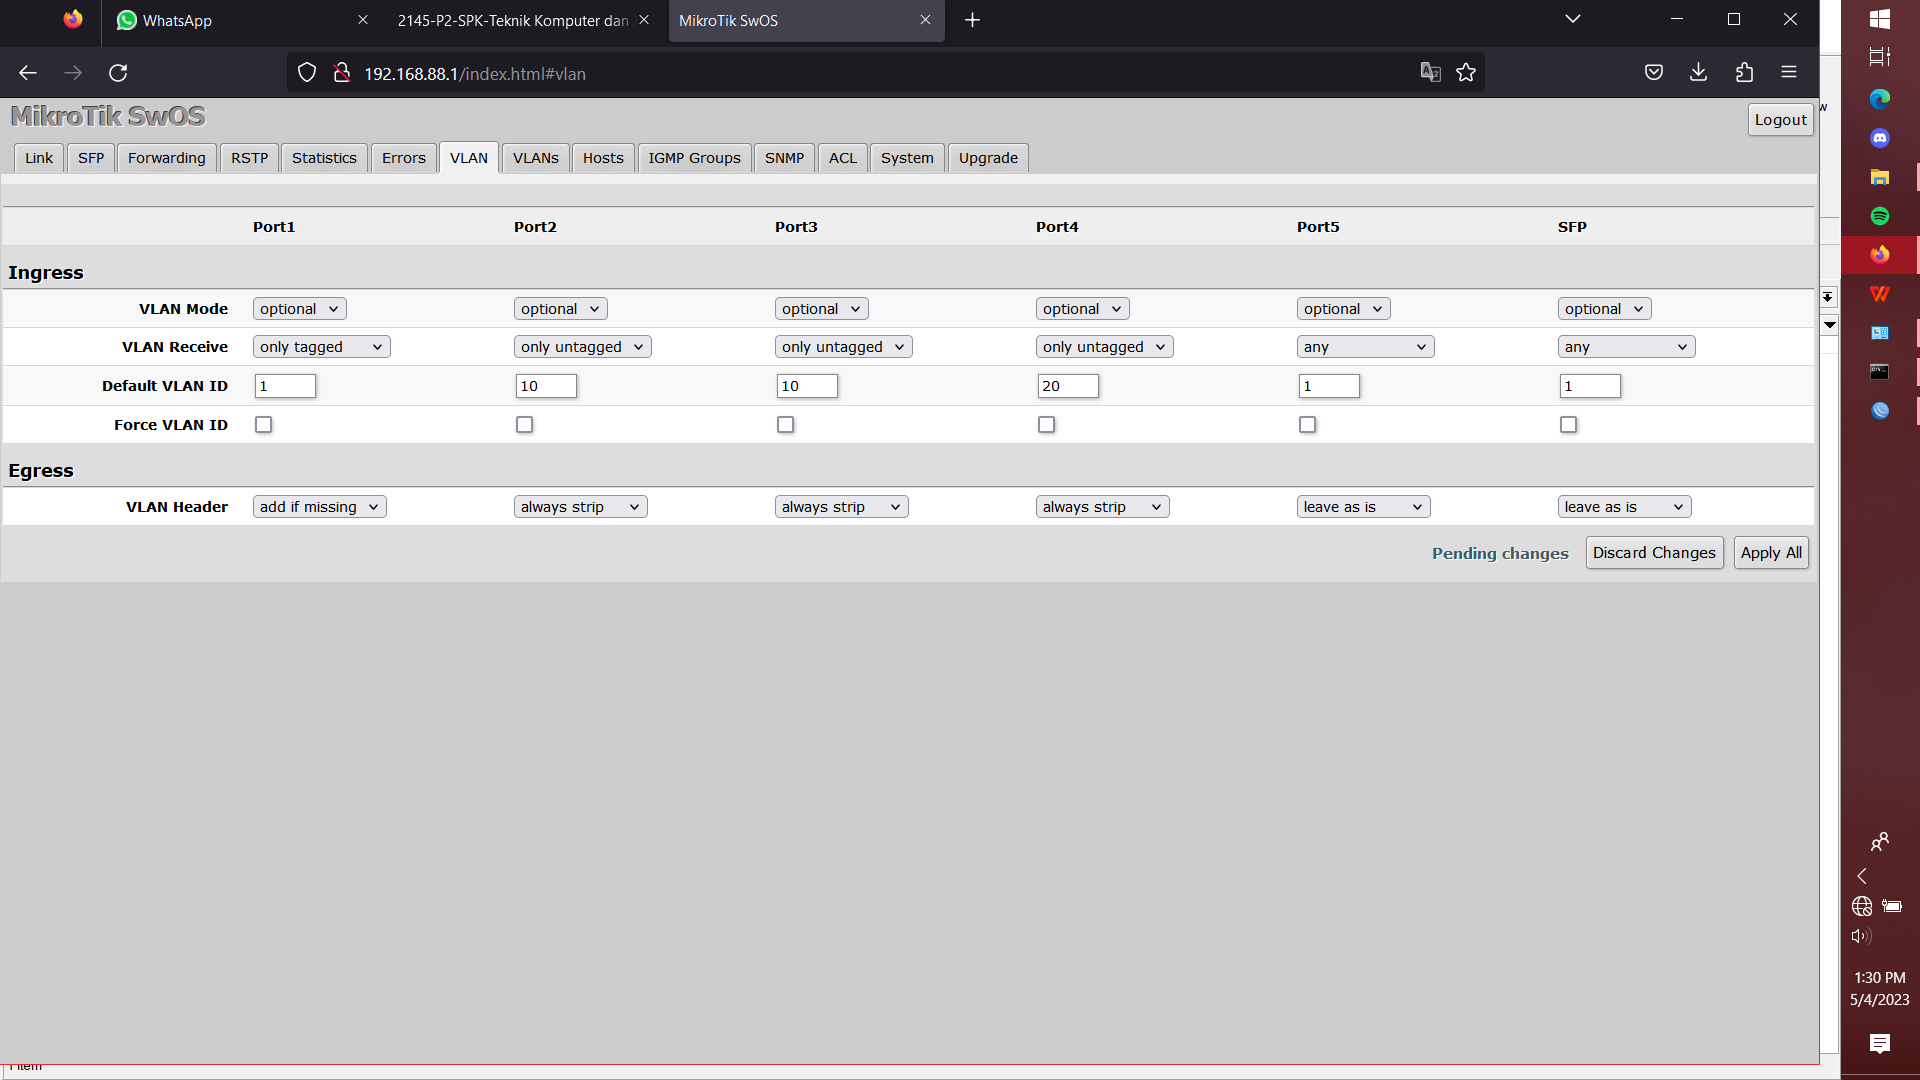 WhatsApp
2145-P2-SPK-Teknik Komputer dan
MikroTik SwOS
192.168.88.1/index.html#vlan
MikroTik SwOS
Logout
w
Link SFP Forwarding RSTP Statistics Errors VLAN VLANs Hosts IGMP Groups SNMP ACL System Upgrade
Port1 Port2 Port3 Port4 Port5 SFP
Ingress
VLAN Mode optional optional optional optional optional optional
VLAN Receive only tagged only untagged only untagged only untagged any any
Default VLAN ID 1 10 10 20 1 1
Force VLAN ID
Egress
VLAN Header add if missing always strip always strip always strip leave as is leave as is
Pending changes Discard Changes Apply All
1:30 PM
5/4/2023